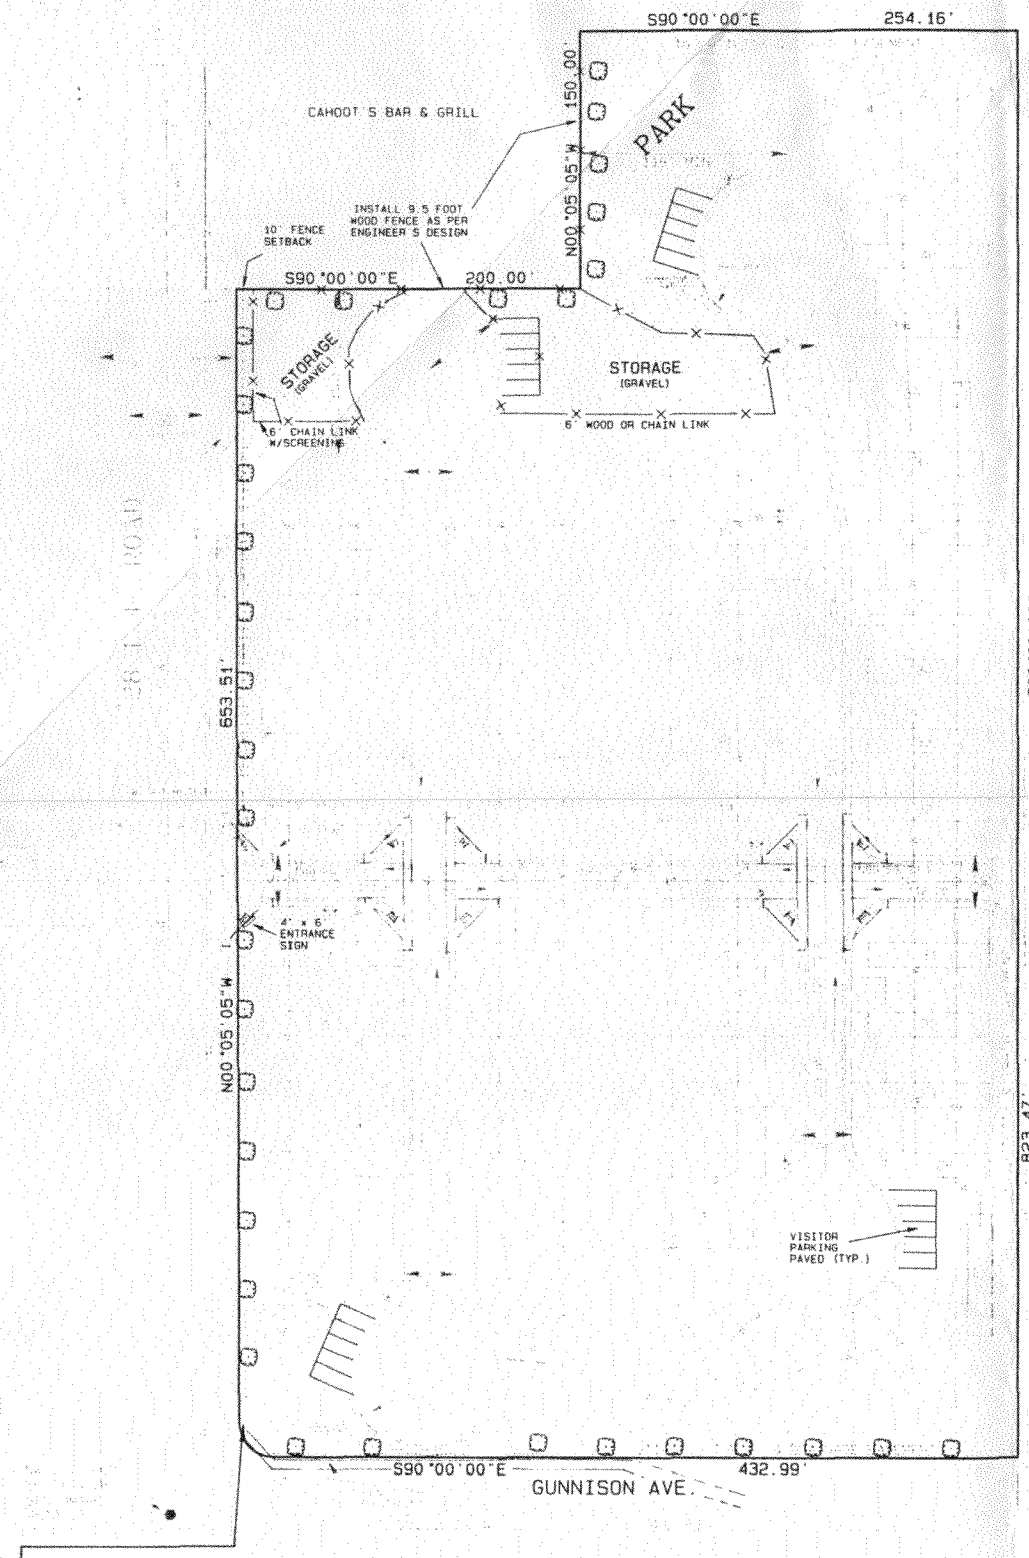 S90°00'00"E 254.16'
CAHOOT'S BAR & GRILL
N00°05'05"W 150.00'
PARK
INSTALL 9.5 FOOT
WOOD FENCE AS PER
ENGINEER'S DESIGN
10' FENCE
SETBACK
S90°00'00"E 200.00'
STORAGE
(GRAVEL)
STORAGE
(GRAVEL)
6' CHAIN LINK
W/SCREENING
6' WOOD OR CHAIN LINK
ROAD
653.51'
4' x 6'
ENTRANCE
SIGN
N00°05'05"W
823.47'
VISITOR
PARKING
PAVED (TYP.)
S90°00'00"E 432.99'
GUNNISON AVE.